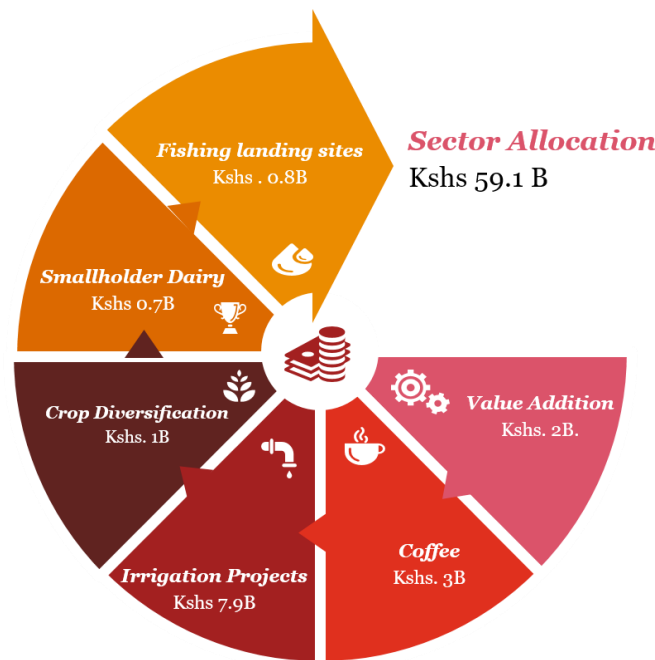 Sector Allocation
Kshs 59.1 B
Fishing landing sites
Kshs . 0.8B
Smallholder Dairy
Kshs 0.7B
Crop Diversification
Kshs. 1B
Irrigation Projects
Kshs 7.9B
Coffee
Kshs. 3B
Value Addition
Kshs. 2B.